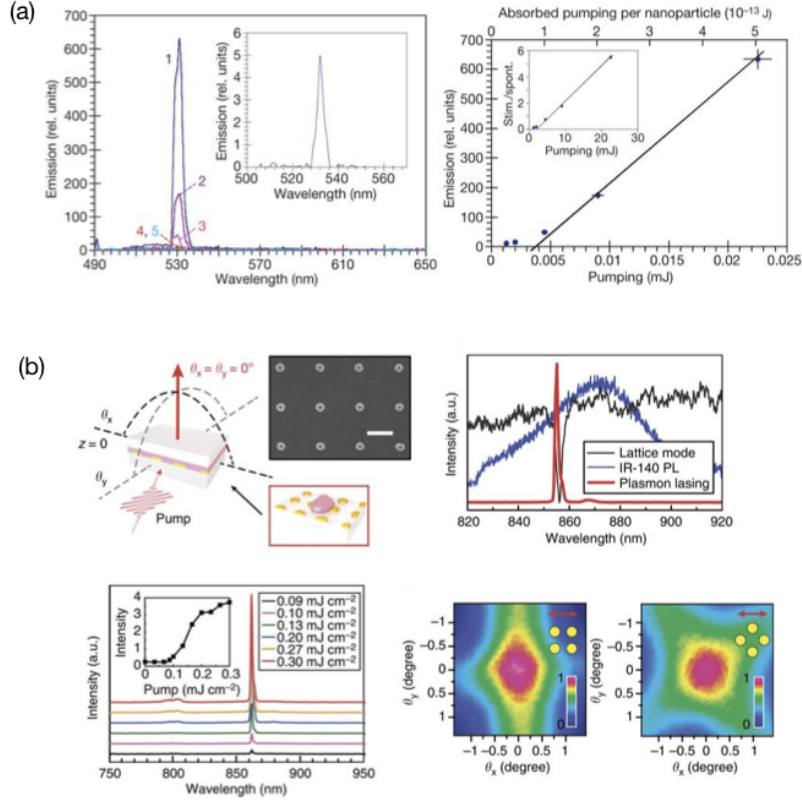 (a)
700
600
500
400
300
200
100
0
Emission (rel. units)
490
530
570
610
650
Wavelength (nm)
1
2
3
4, 5
6
5
4
3
2
1
0
Emission (rel. units)
500
520
540
560
Wavelength (nm)
Absorbed pumping per nanoparticle (10⁻¹³ J)
0
1
2
3
4
5
700
600
500
400
300
200
100
0
Emission (rel. units)
0
0.005
0.01
0.015
0.02
0.025
Pumping (mJ)
6
4
2
0
Stim./spont.
0
10
20
30
Pumping (mJ)
(b)
θx = θy = 0°
θx
z = 0
θy
Pump
Intensity (a.u.)
Lattice mode
IR-140 PL
Plasmon lasing
820
840
860
880
900
920
Wavelength (nm)
Intensity (a.u.)
4
3
2
1
0
Intensity
0
0.1
0.2
0.3
Pump (mJ cm⁻²)
0.09 mJ cm⁻²
0.10 mJ cm⁻²
0.13 mJ cm⁻²
0.20 mJ cm⁻²
0.27 mJ cm⁻²
0.30 mJ cm⁻²
750
800
850
900
950
Wavelength (nm)
−1
−0.5
0
0.5
1
θy (degree)
1
0
−1
−0.5
0
0.5
1
θx (degree)
−1
−0.5
0
0.5
1
θy (degree)
1
0
−1
−0.5
0
0.5
1
θx (degree)